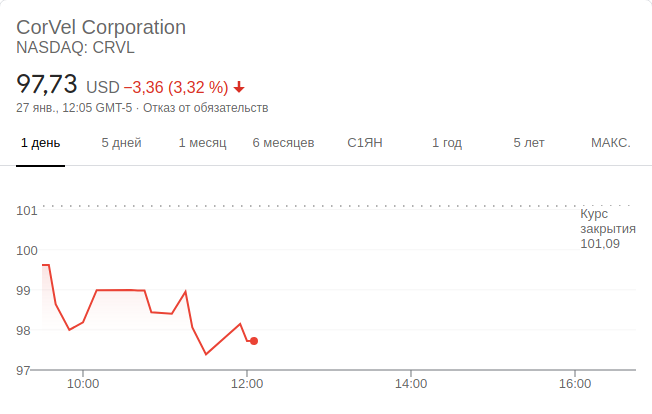 CorVel Corporation
NASDAQ: CRVL
97,73 USD −3,36 (3,32 %)
27 янв., 12:05 GMT-5 · Отказ от обязательств
1 день 5 дней 1 месяц 6 месяцев С1ЯН 1 год 5 лет МАКС.
101
Курс
закрытия
101,09
100
99
98
97
10:00 12:00 14:00 16:00